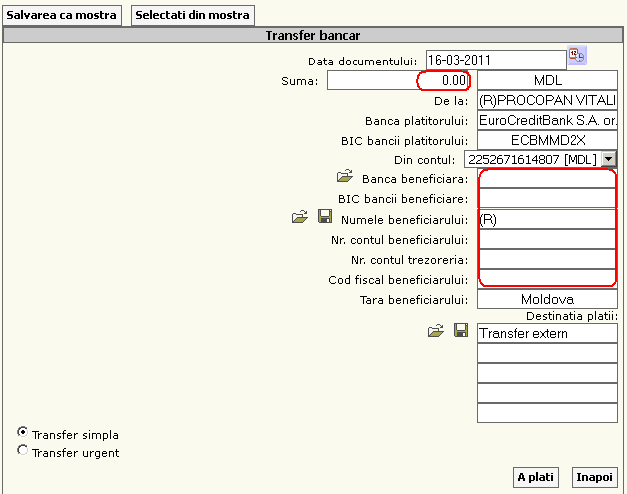 Salvarea ca mostra Selectati din mostra
Transfer bancar
Data documentului: 16-03-2011
Suma: 0.00 MDL
De la: (R)PROCOPAN VITALI
Banca platitorului: EuroCreditBank S.A. or.
BIC bancii platitorului: ECBMMD2X
Din contul: 2252671614807 [MDL]
Banca beneficiara:
BIC bancii beneficiare:
Numele beneficiarului: (R)
Nr. contul beneficiarului:
Nr. contul trezoreria:
Cod fiscal beneficiarului:
Tara beneficiarului: Moldova
Destinatia platii:
Transfer extern
Transfer simpla
Transfer urgent
A plati Inapoi